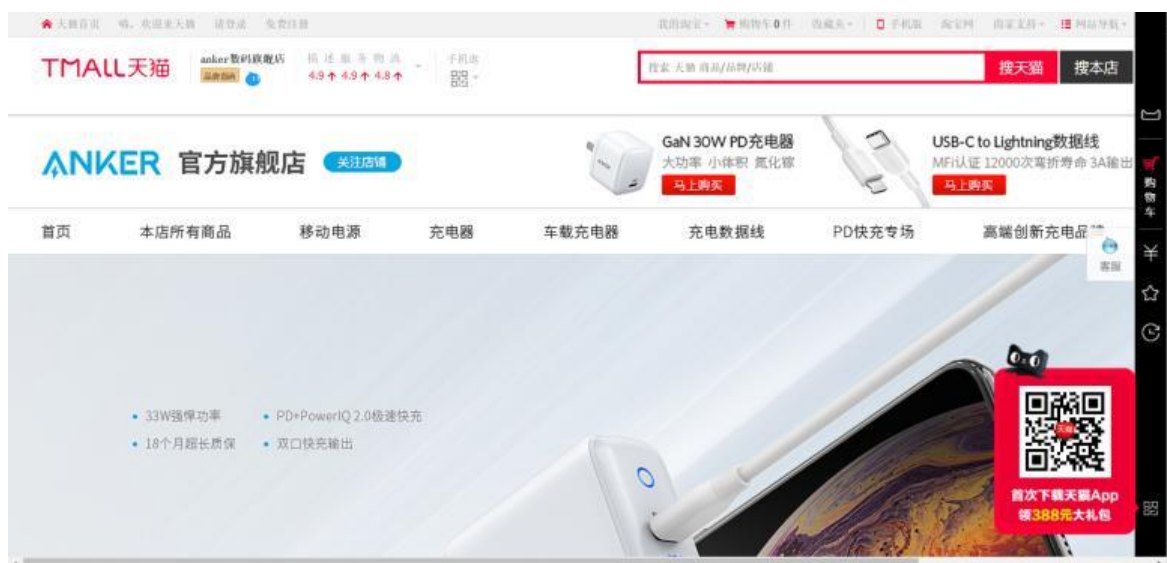 天猫首页 喵，欢迎来天猫 请登录 免费注册
我的淘宝 购物车0件 收藏夹 手机版 淘宝网 商家支持 网站导航
TMALL天猫
anker数码旗舰店
描述 服务 物流
4.9 4.9 4.8
搜索 天猫 商品/品牌/店铺
搜天猫
搜本店
ANKER 官方旗舰店
关注店铺
GaN 30W PD充电器
大功率 小体积 氮化镓
马上购买
USB-C to Lightning数据线
MFi认证 12000次弯折寿命 3A输出
马上购买
首页 本店所有商品 移动电源 充电器 车载充电器 充电数据线 PD快充专场 高端创新充电品
购物车
客服
33W强悍功率
PD+PowerIQ 2.0极速快充
18个月超长质保
双口快充输出
天猫
首次下载天猫App
领388元大礼包